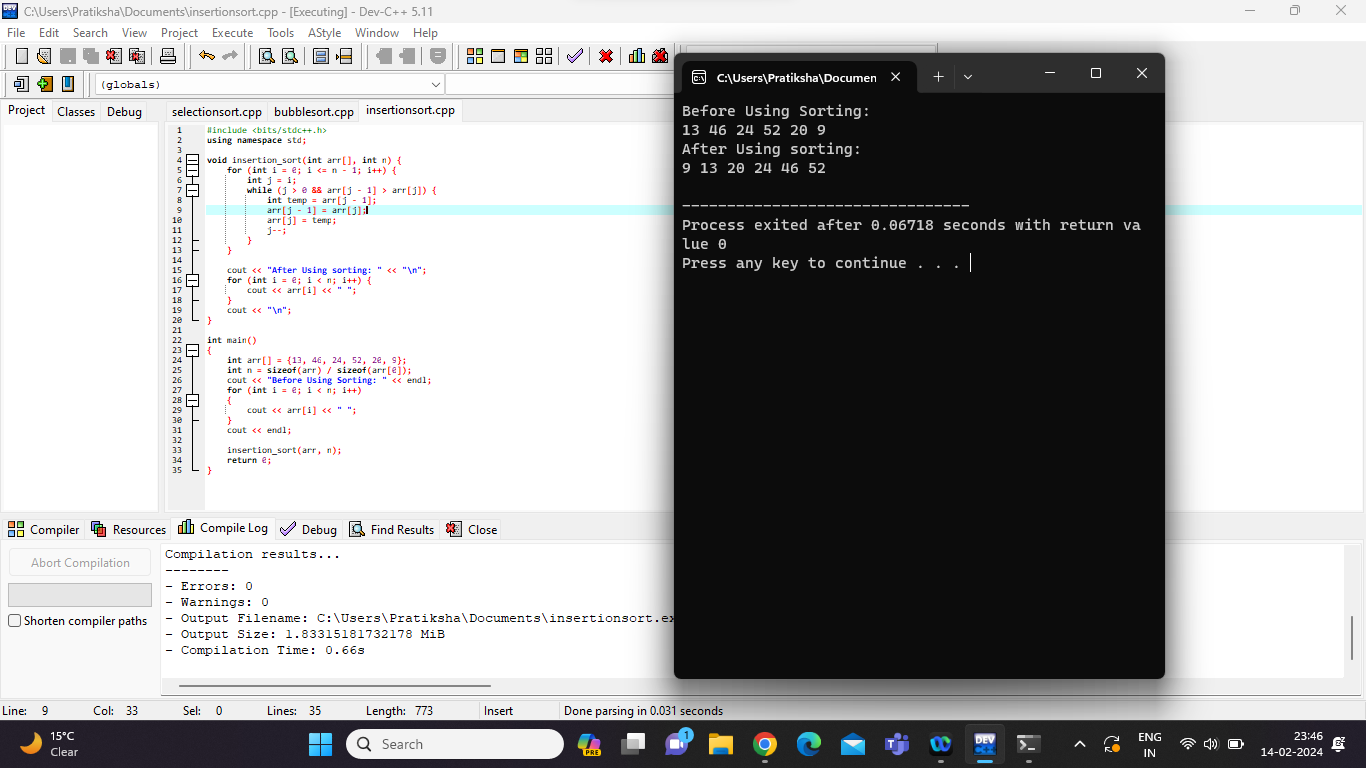 C:\Users\Pratiksha\Documents\insertionsort.cpp - [Executing] - Dev-C++ 5.11
File Edit Search View Project Execute Tools AStyle Window Help
(globals)
Project Classes Debug
selectionsort.cpp bubblesort.cpp insertionsort.cpp
1 #include <bits/stdc++.h>
2 using namespace std;
3
4 void insertion_sort(int arr[], int n) {
5 for (int i = 0; i <= n - 1; i++) {
6 int j = i;
7 while (j > 0 && arr[j - 1] > arr[j]) {
8 int temp = arr[j - 1];
9 arr[j - 1] = arr[j];
10 arr[j] = temp;
11 j--;
12 }
13 }
14
15 cout << "After Using sorting: " << "\n";
16 for (int i = 0; i < n; i++) {
17 cout << arr[i] << " ";
18 }
19 cout << "\n";
20 }
21
22 int main()
23 {
24 int arr[] = {13, 46, 24, 52, 20, 9};
25 int n = sizeof(arr) / sizeof(arr[0]);
26 cout << "Before Using Sorting: " << endl;
27 for (int i = 0; i < n; i++)
28 {
29 cout << arr[i] << " ";
30 }
31 cout << endl;
32
33 insertion_sort(arr, n);
34 return 0;
35 }
C:\Users\Pratiksha\Documen
Before Using Sorting:
13 46 24 52 20 9
After Using sorting:
9 13 20 24 46 52
--------------------------------
Process exited after 0.06718 seconds with return va
lue 0
Press any key to continue . . .
Compiler Resources Compile Log Debug Find Results Close
Abort Compilation
Shorten compiler paths
Compilation results...
--------
- Errors: 0
- Warnings: 0
- Output Filename: C:\Users\Pratiksha\Documents\insertionsort.ex
- Output Size: 1.83315181732178 MiB
- Compilation Time: 0.66s
Line: 9 Col: 33 Sel: 0 Lines: 35 Length: 773 Insert Done parsing in 0.031 seconds
15°C
Clear
Search
PRE
1
DEV
ENG
IN
23:46
14-02-2024